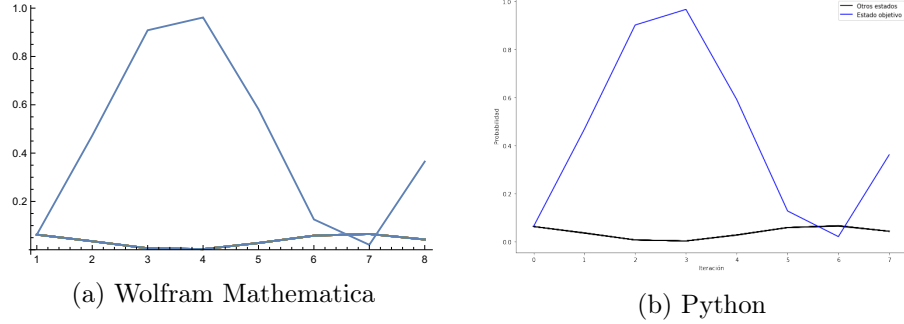 1.0
0.8
0.6
0.4
0.2
1 2 3 4 5 6 7 8
(a) Wolfram Mathematica
Otros estados
Estado objetivo
1.0
0.8
0.6
0.4
0.2
0.0
Probabilidad
0 1 2 3 4 5 6 7
Iteración
(b) Python